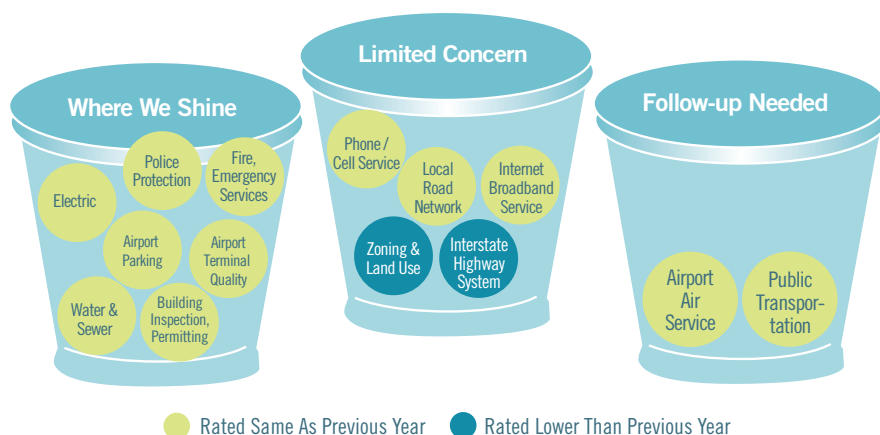 Where We Shine
Electric
Police
Protection
Fire,
Emergency
Services
Airport
Parking
Airport
Terminal
Quality
Water &
Sewer
Building
Inspection,
Permitting
Limited Concern
Phone /
Cell Service
Local
Road
Network
Internet
Broadband
Service
Zoning &
Land Use
Interstate
Highway
System
Follow-up Needed
Airport
Air
Service
Public
Transpor-
tation
Rated Same As Previous Year
Rated Lower Than Previous Year